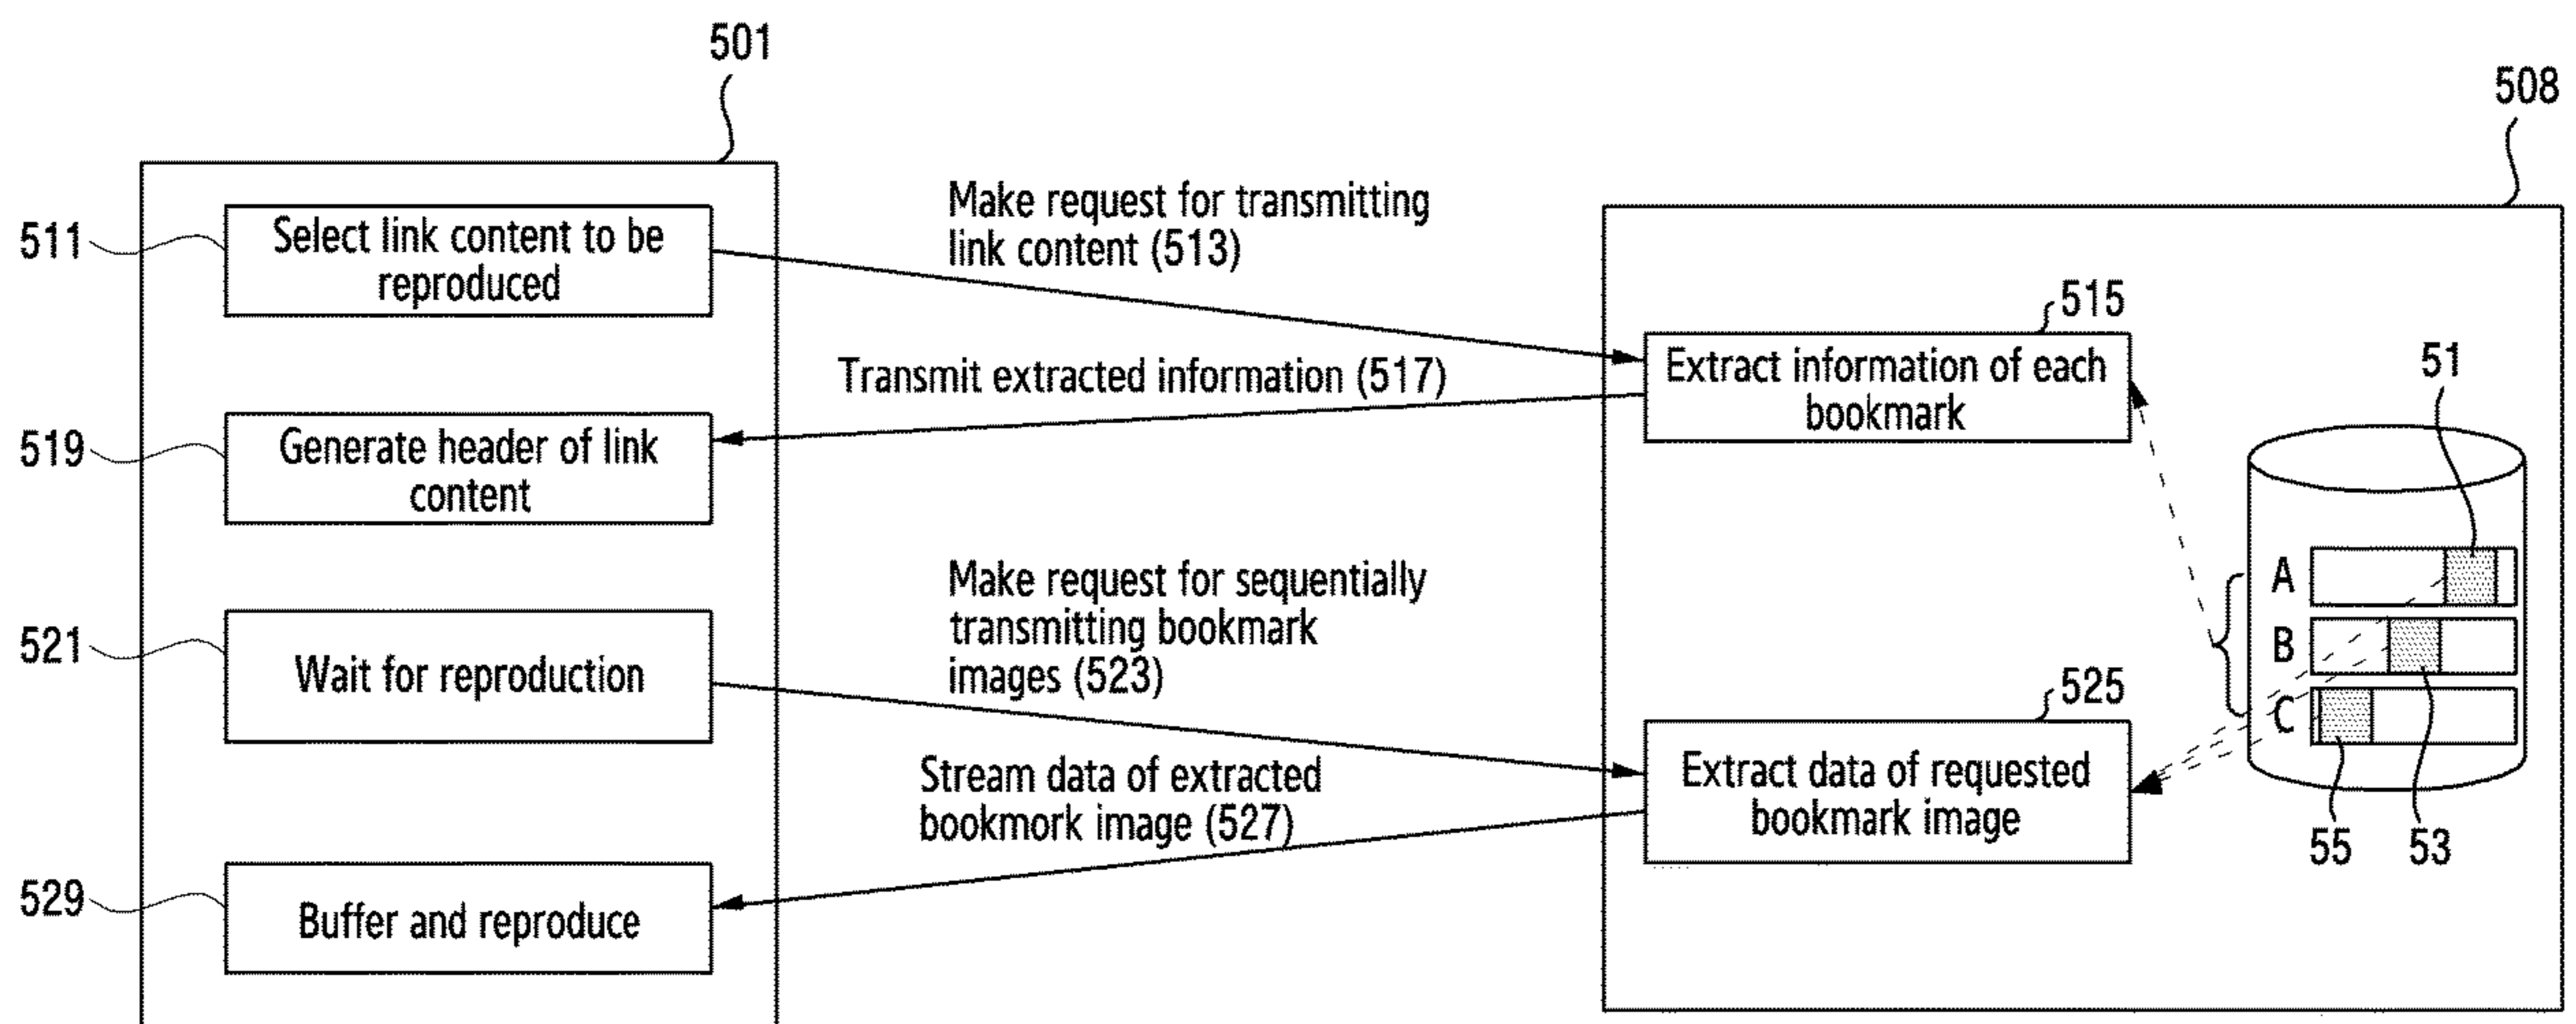 501
508
511
Select link content to be
reproduced
Make request for transmitting
link content (513)
515
Extract information of each
bookmark
Transmit extracted information (517)
519
Generate header of link
content
51
A
B
C
55
53
521
Wait for reproduction
Make request for sequentially
transmitting bookmark
images (523)
525
Extract data of requested
bookmark image
Stream data of extracted
bookmork image (527)
529
Buffer and reproduce